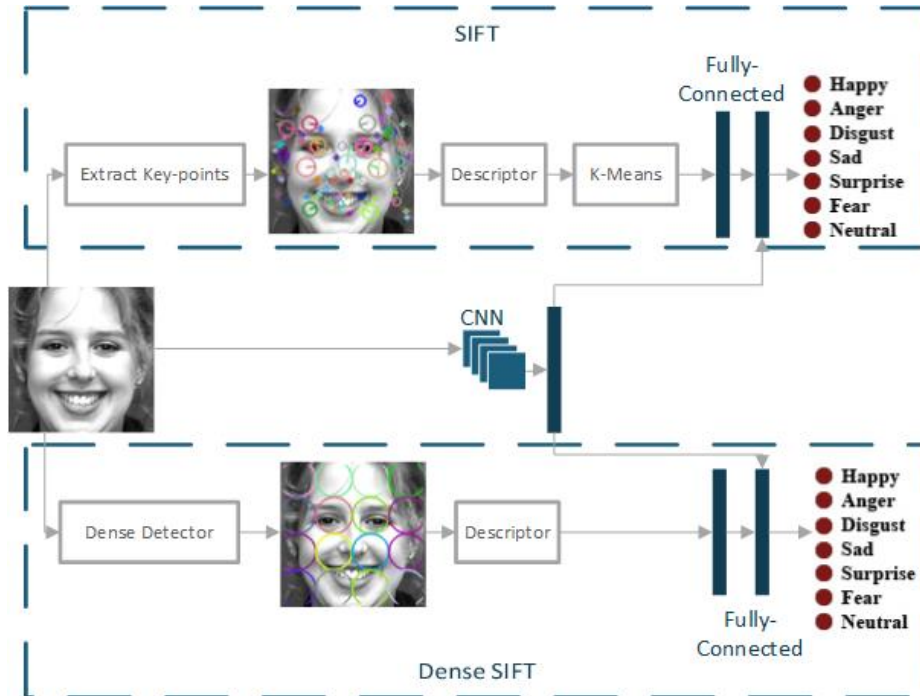 SIFT
Fully-
Connected
Extract Key-points
Descriptor
K-Means
Happy
Anger
Disgust
Sad
Surprise
Fear
Neutral
CNN
Dense Detector
Descriptor
Happy
Anger
Disgust
Sad
Surprise
Fear
Neutral
Fully-
Connected
Dense SIFT